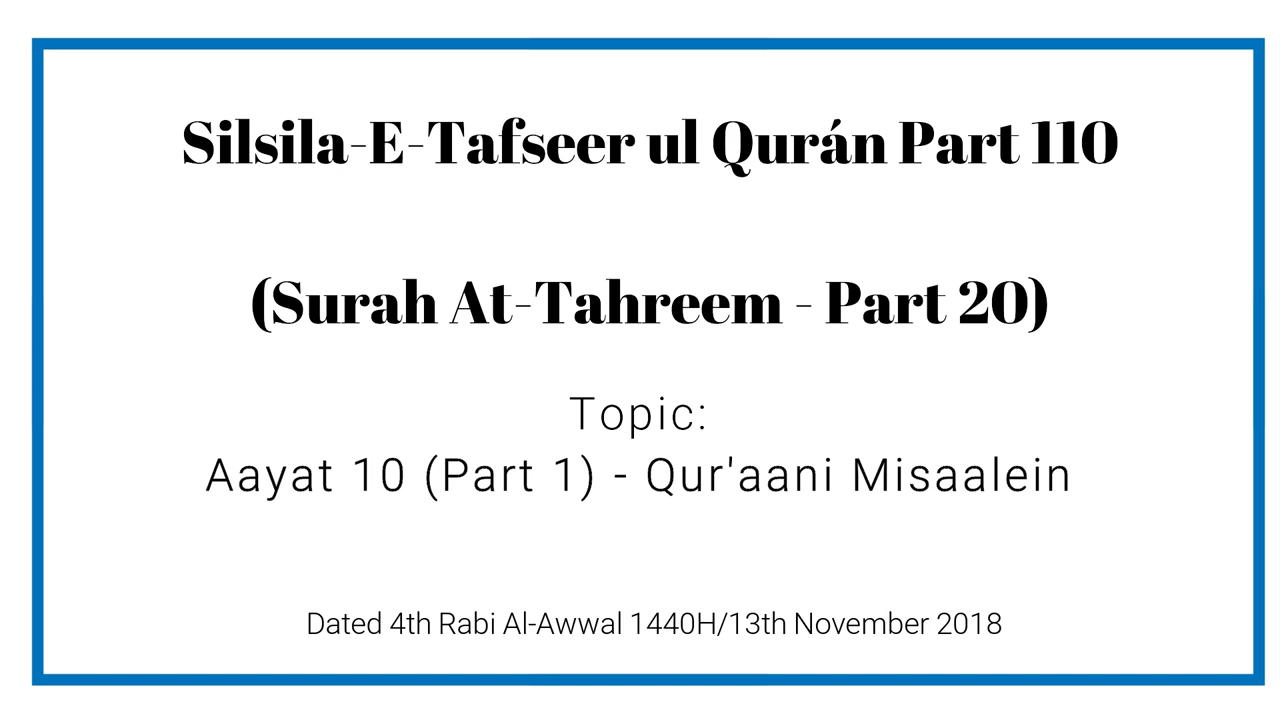 Silsila-E-Tafseer ul Qurán Part 110
(Surah At-Tahreem - Part 20)
Topic:
Aayat 10 (Part 1) - Qur'aani Misaalein
Dated 4th Rabi Al-Awwal 1440H/13th November 2018